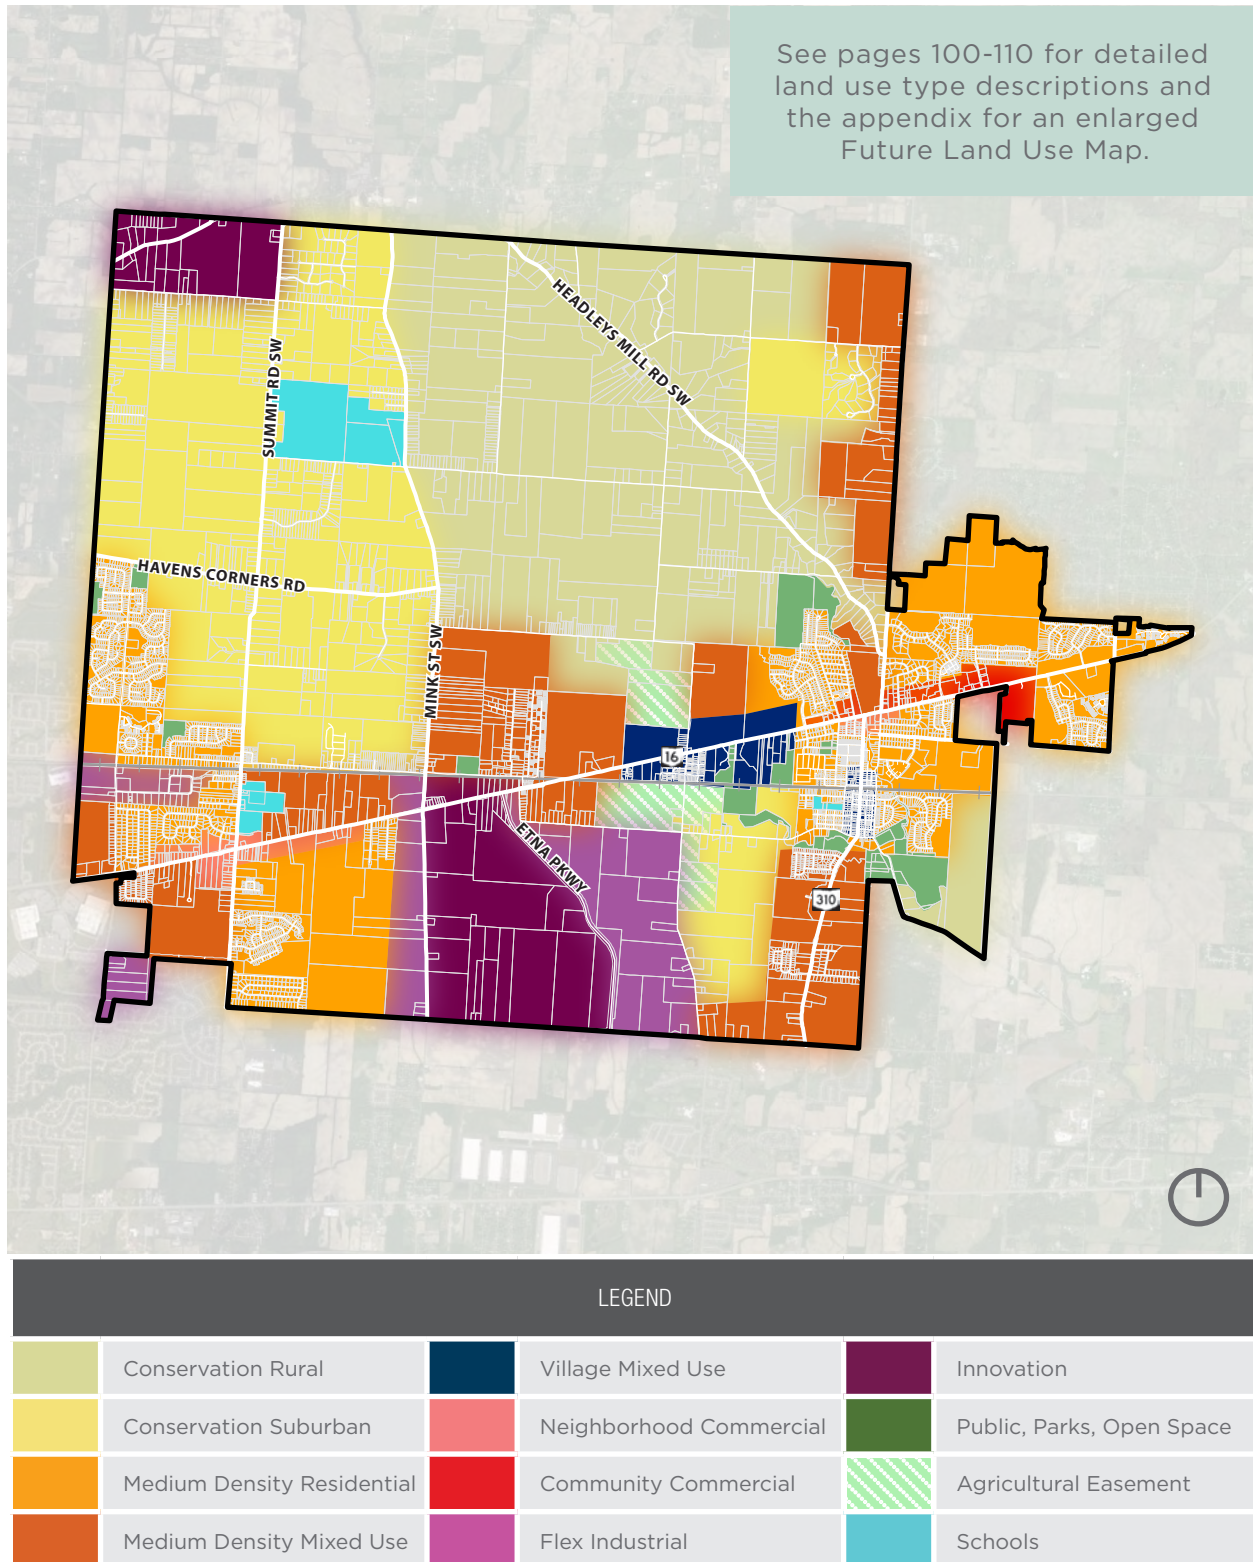 See pages 100-110 for detailed
land use type descriptions and
the appendix for an enlarged
Future Land Use Map.
HEADLEYS MILL RD SW
SUMMIT RD SW
HAVENS CORNERS RD
MINK ST SW
16
ETNA PKWY
310
LEGEND
Conservation Rural
Village Mixed Use
Innovation
Conservation Suburban
Neighborhood Commercial
Public, Parks, Open Space
Medium Density Residential
Community Commercial
Agricultural Easement
Medium Density Mixed Use
Flex Industrial
Schools